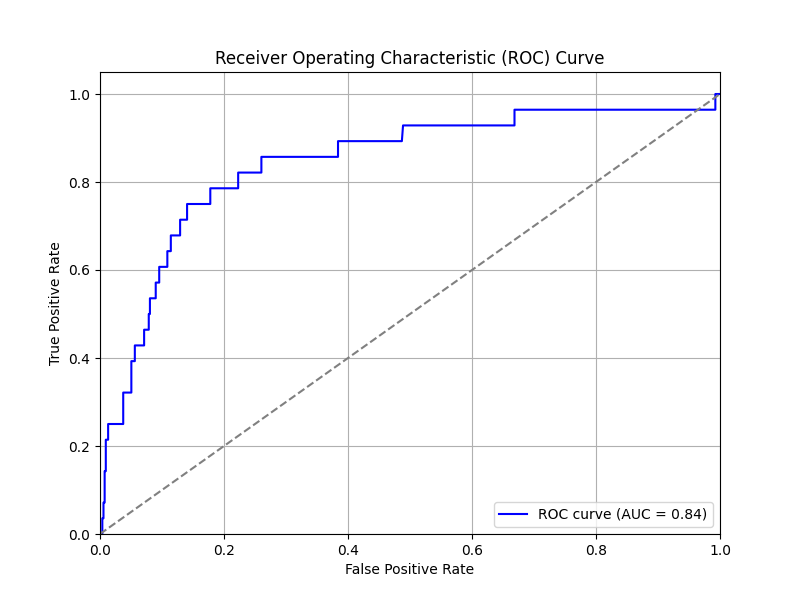 Receiver Operating Characteristic (ROC) Curve
True Positive Rate
1.0
0.8
0.6
0.4
0.2
0.0
ROC curve (AUC = 0.84)
0.0 0.2 0.4 0.6 0.8 1.0
False Positive Rate